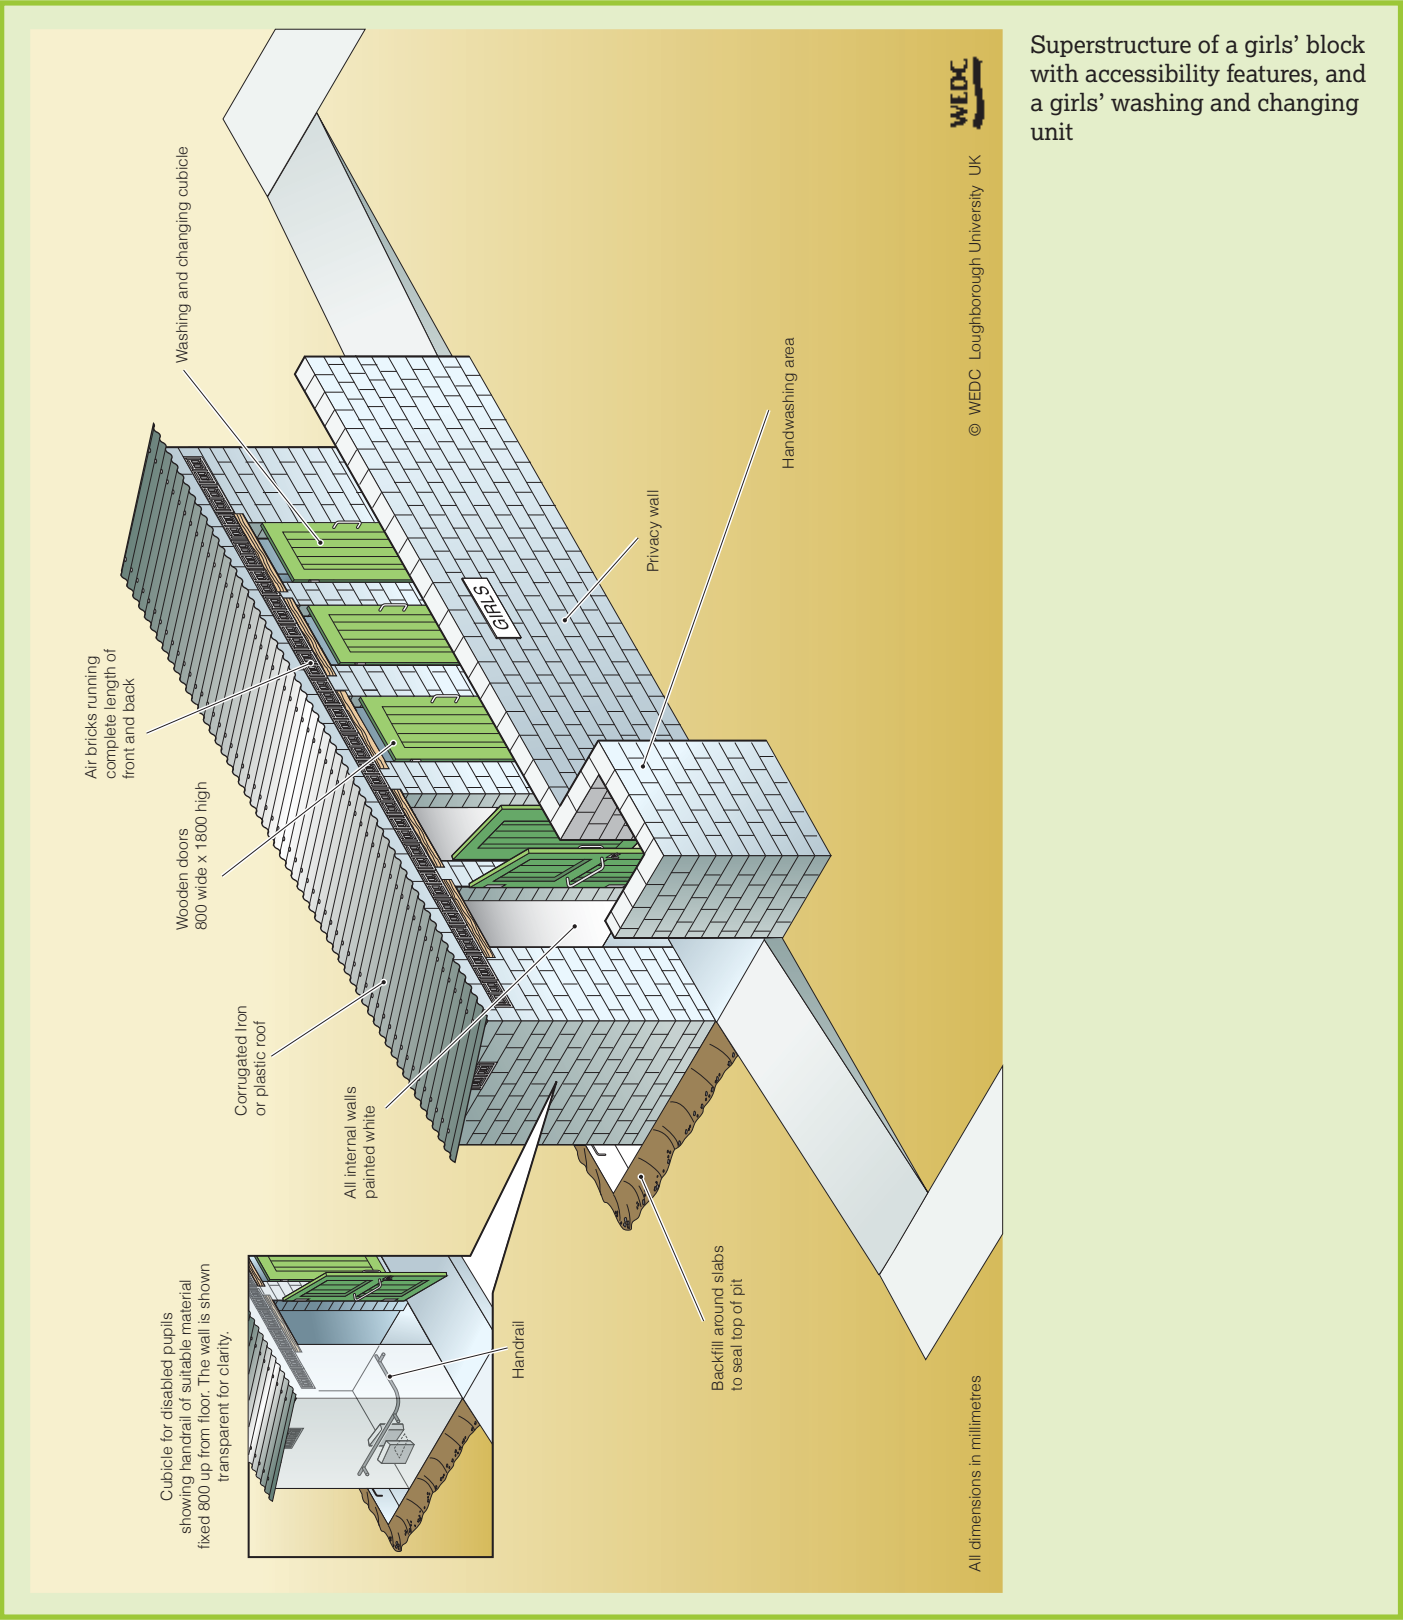 Superstructure of a girls’ block
with accessibility features, and
a girls’ washing and changing
unit
Cubicle for disabled pupils
showing handrail of suitable material
fixed 800 up from floor. The wall is shown
transparent for clarity.
Handrail
All internal walls
painted white
Corrugated Iron
or plastic roof
Wooden doors
800 wide x 1800 high
Air bricks running
complete length of
front and back
Washing and changing cubicle
GIRLS
Privacy wall
Handwashing area
Backfill around slabs
to seal top of pit
All dimensions in millimetres
© WEDC Loughborough University UK
WEDC